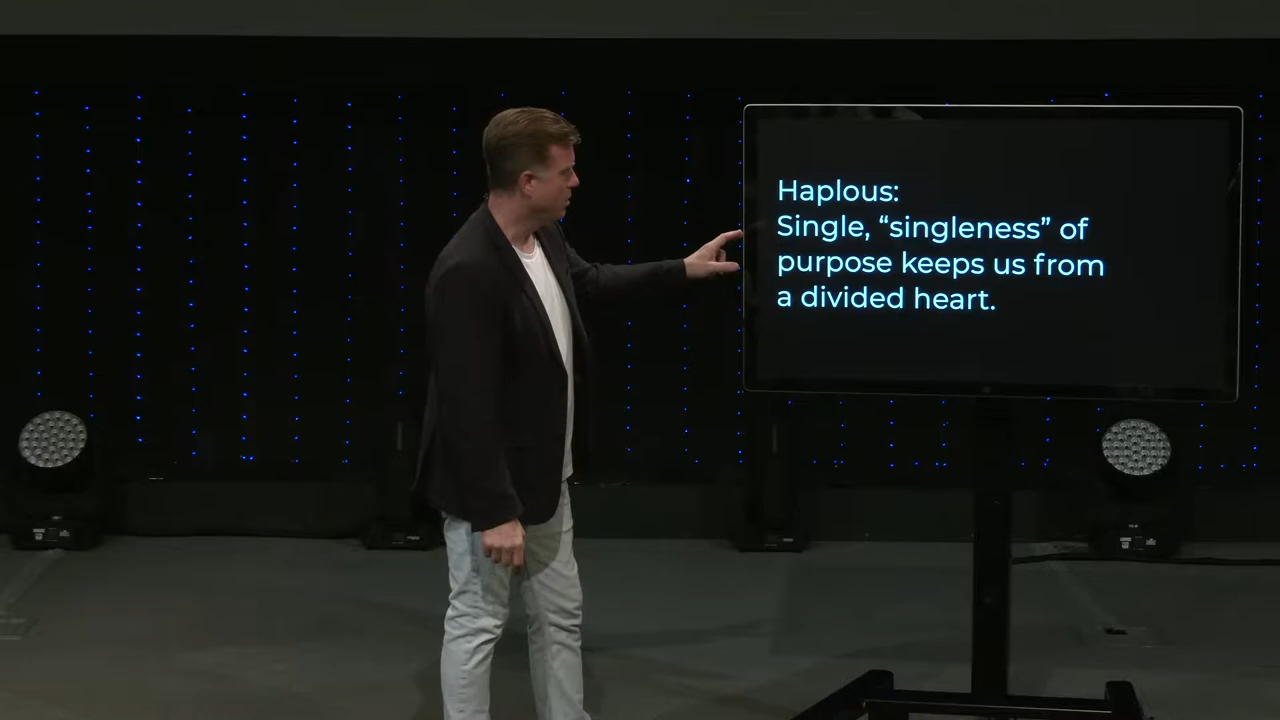 Haplous:
Single, “singleness” of
purpose keeps us from
a divided heart.